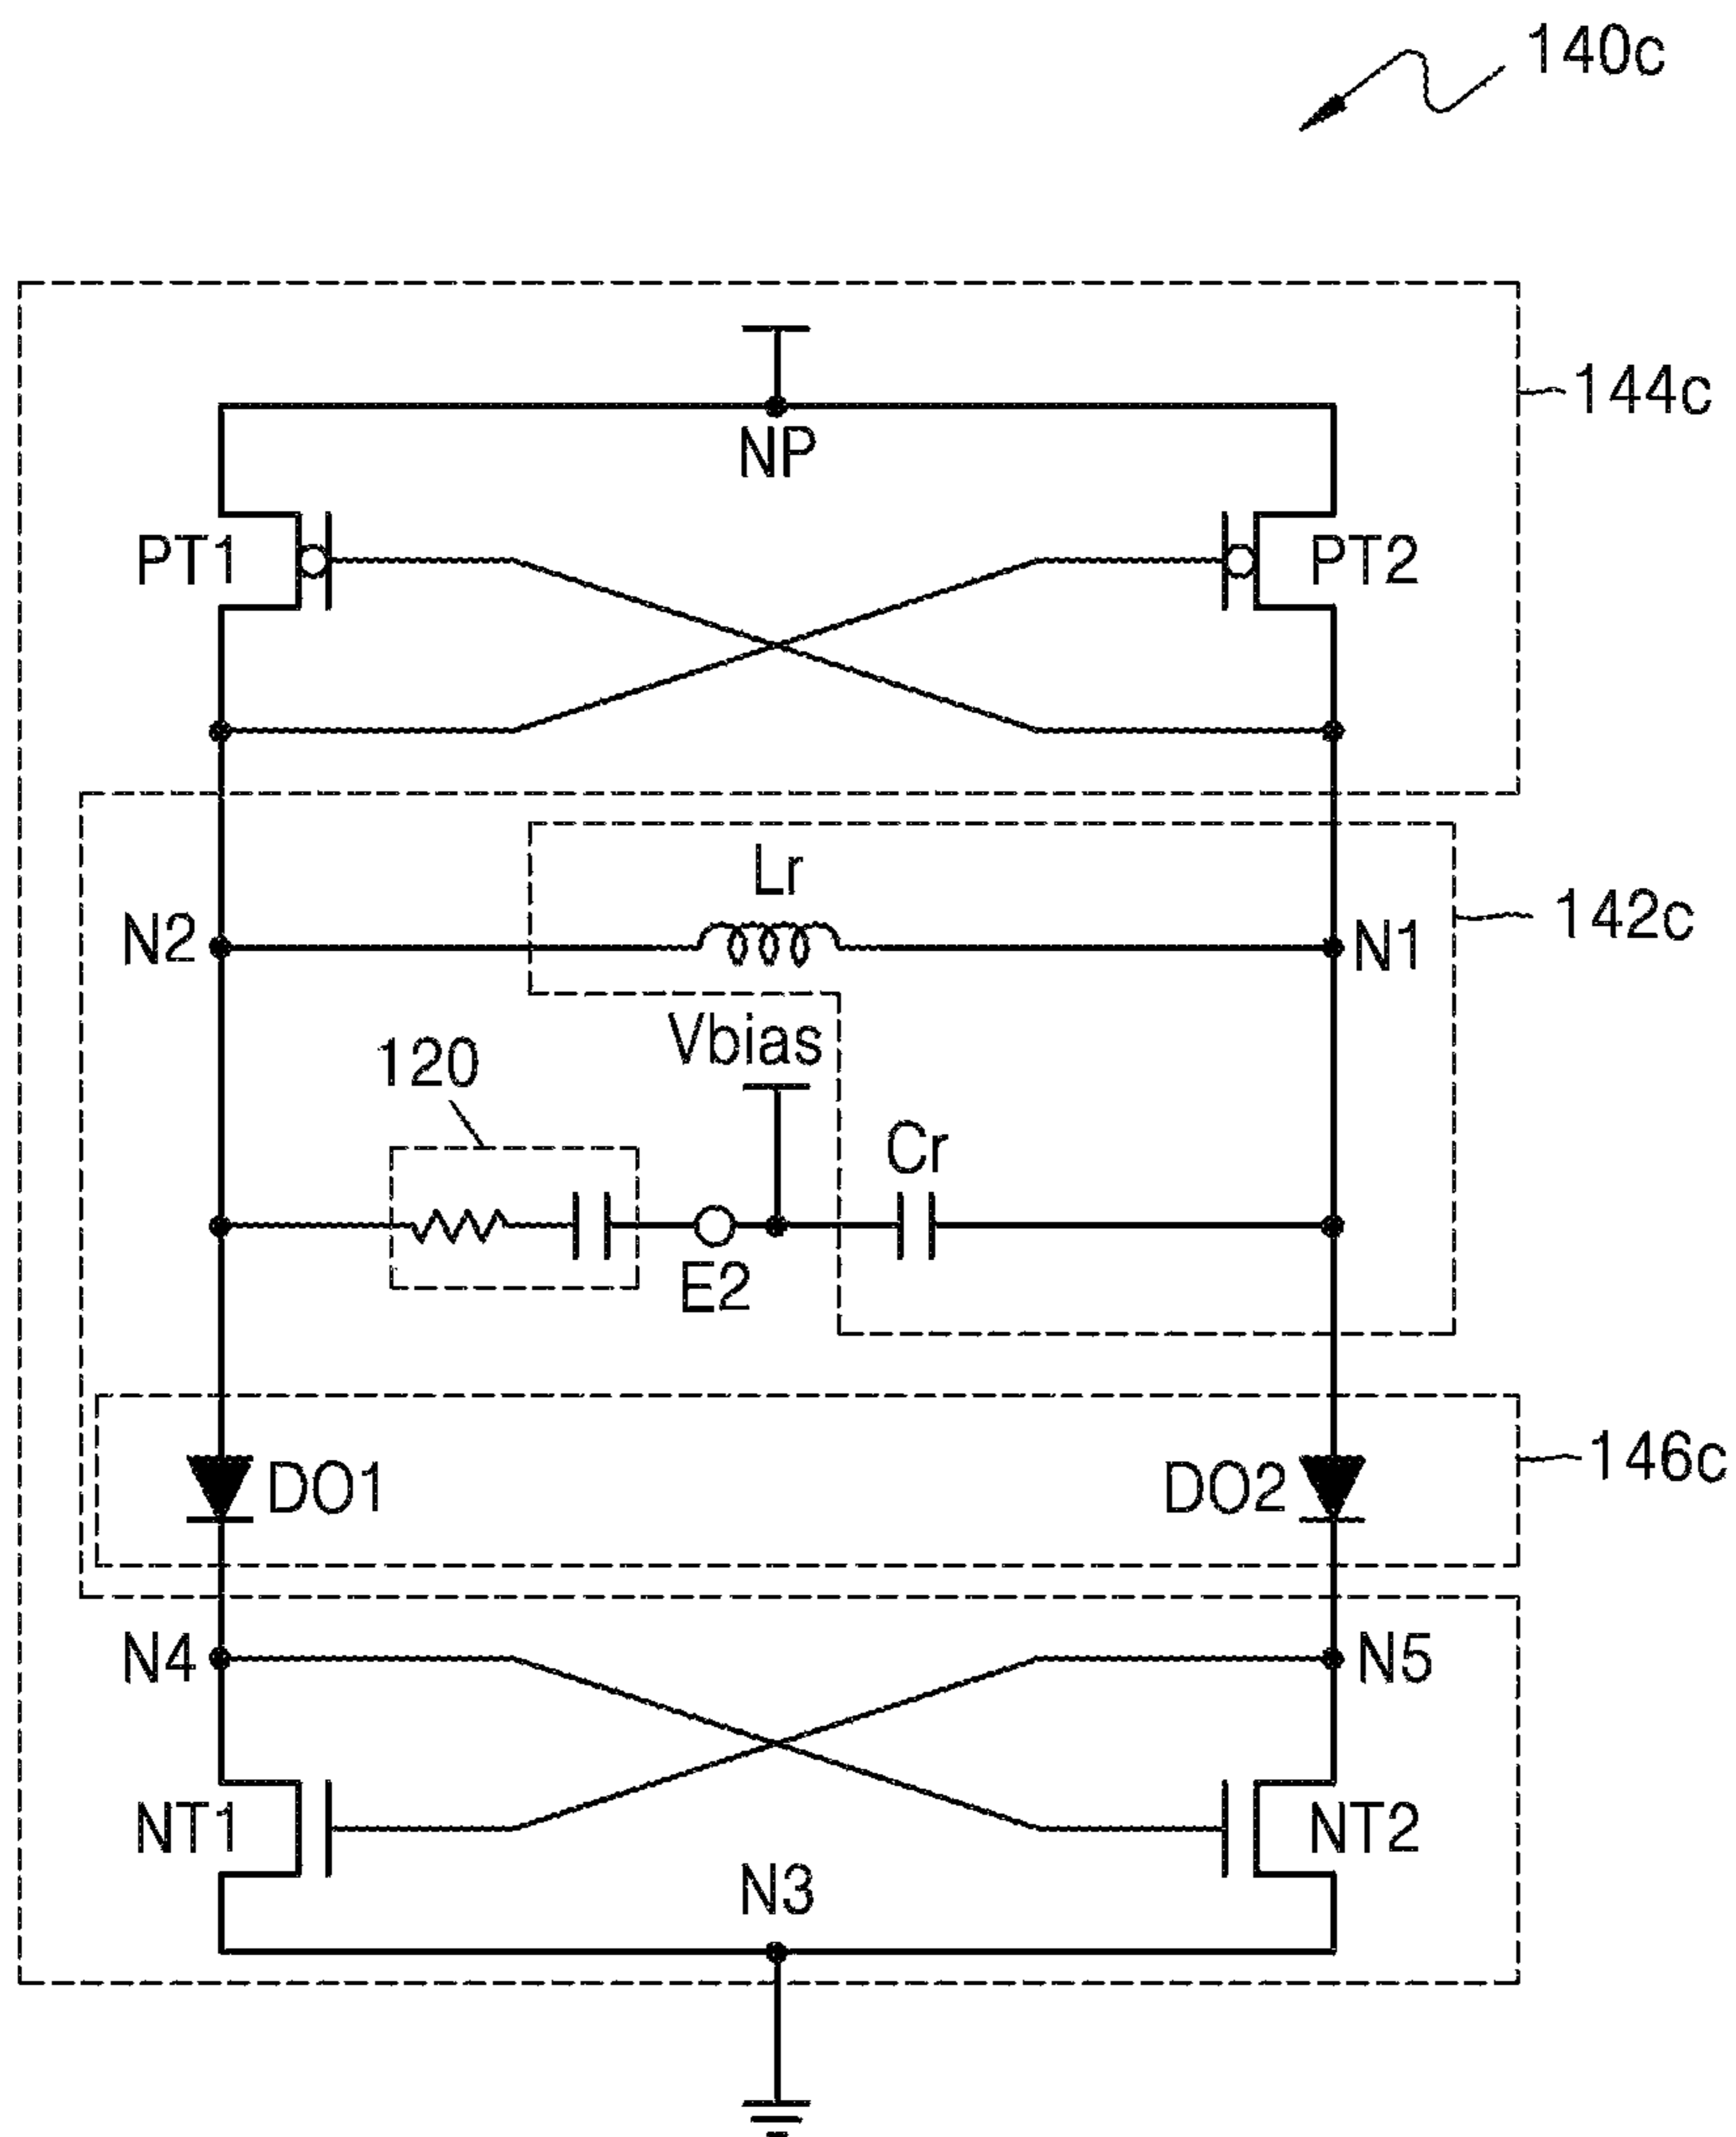 140c
144c
NP
PT1
PT2
Lr
N2
N1
142c
Vbias
120
Cr
E2
DO1
DO2
146c
N4
N5
NT1
NT2
N3